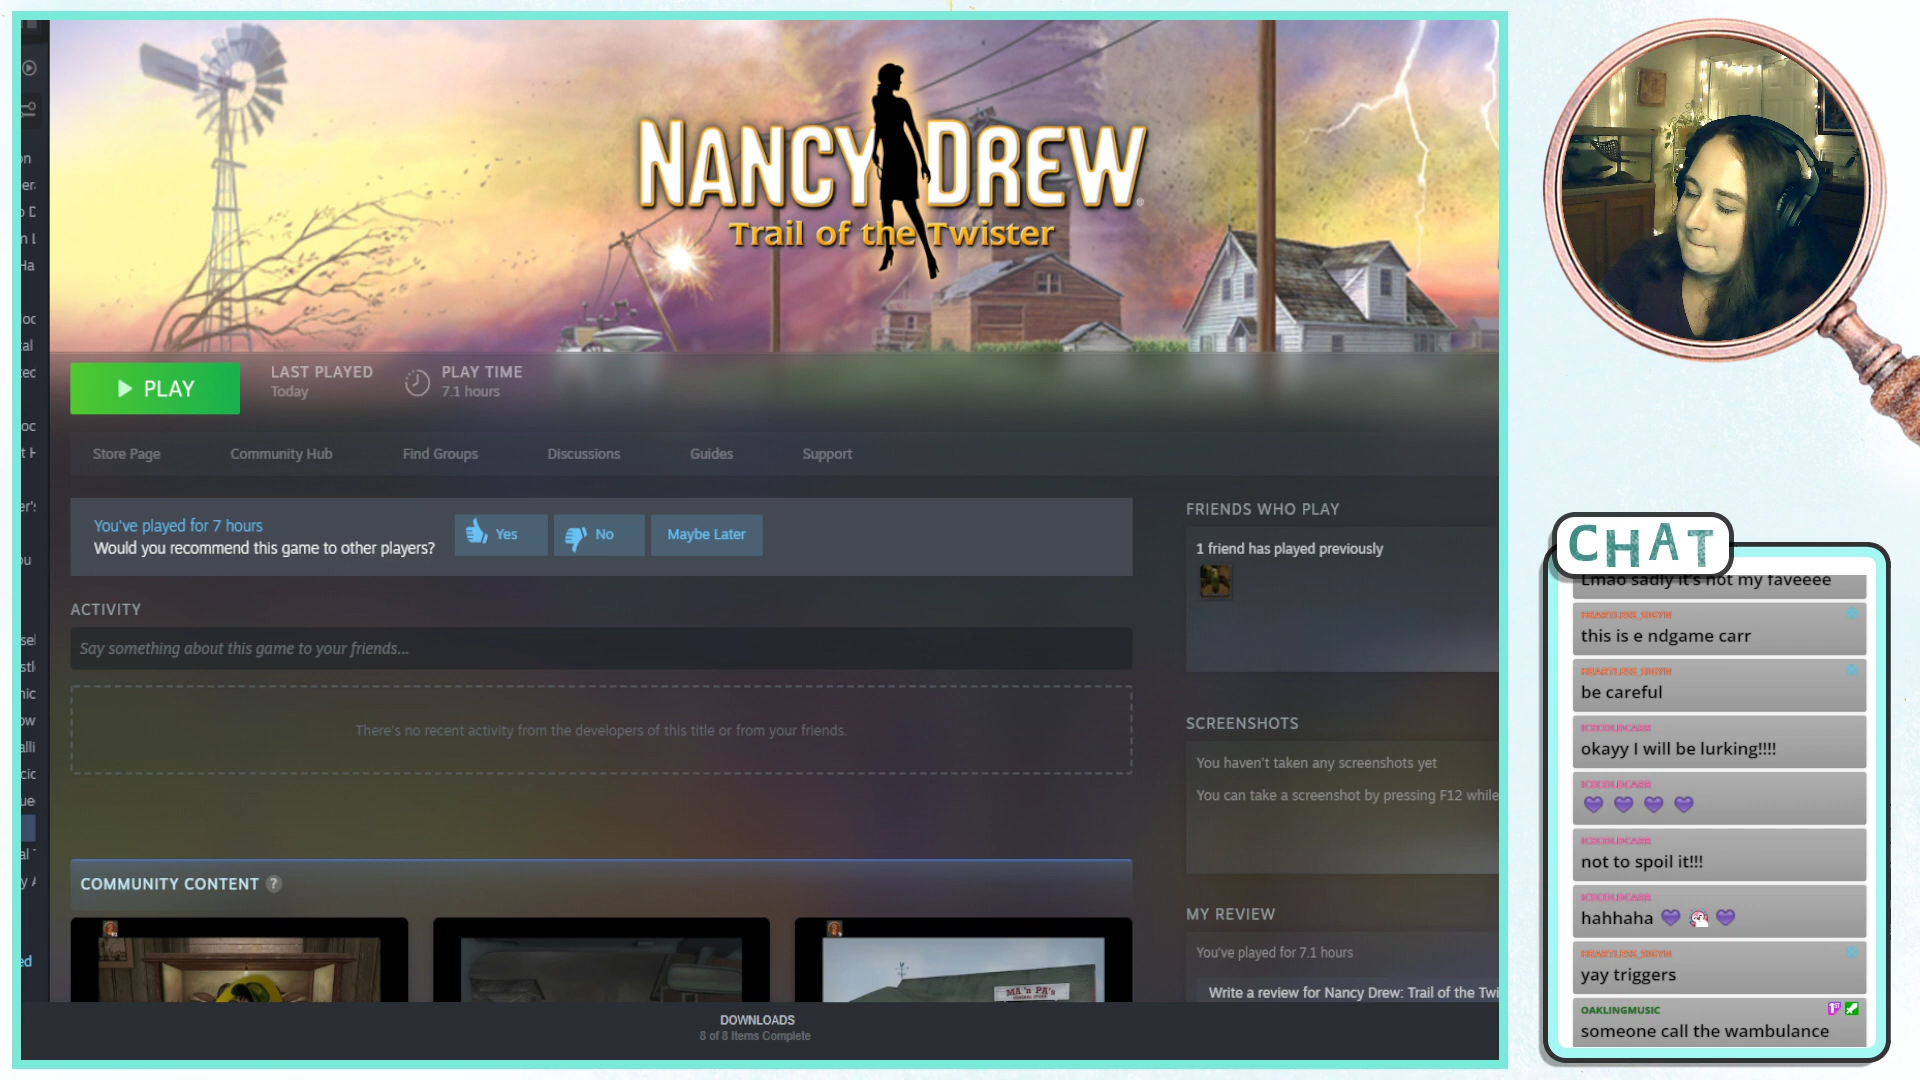 NANCY DREW
Trail of the Twister
PLAY
LAST PLAYED
Today
PLAY TIME
7.1 hours
Store Page
Community Hub
Find Groups
Discussions
Guides
Support
You've played for 7 hours
Would you recommend this game to other players?
Yes
No
Maybe Later
ACTIVITY
Say something about this game to your friends...
There's no recent activity from the developers of this title or from your friends.
COMMUNITY CONTENT ?
MA'n PA's
FRIENDS WHO PLAY
1 friend has played previously
SCREENSHOTS
You haven't taken any screenshots yet
You can take a screenshot by pressing F12 while
MY REVIEW
You've played for 7.1 hours
Write a review for Nancy Drew: Trail of the Twi
DOWNLOADS
8 of 8 Items Complete
CHAT
Lmao sadly it's not my faveeee
this is e ndgame carr
be careful
okayy I will be lurking!!!!
not to spoil it!!!
hahhaha
yay triggers
OAKLINGMUSIC
someone call the wambulance